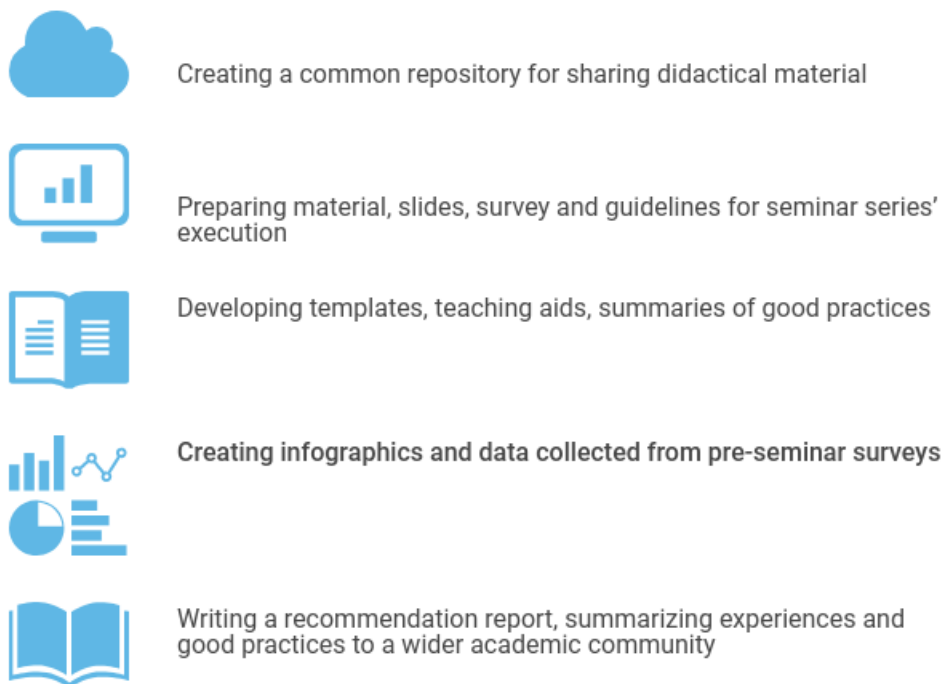 Creating a common repository for sharing didactical material
Preparing material, slides, survey and guidelines for seminar series’
execution
Developing templates, teaching aids, summaries of good practices
Creating infographics and data collected from pre-seminar surveys
Writing a recommendation report, summarizing experiences and
good practices to a wider academic community